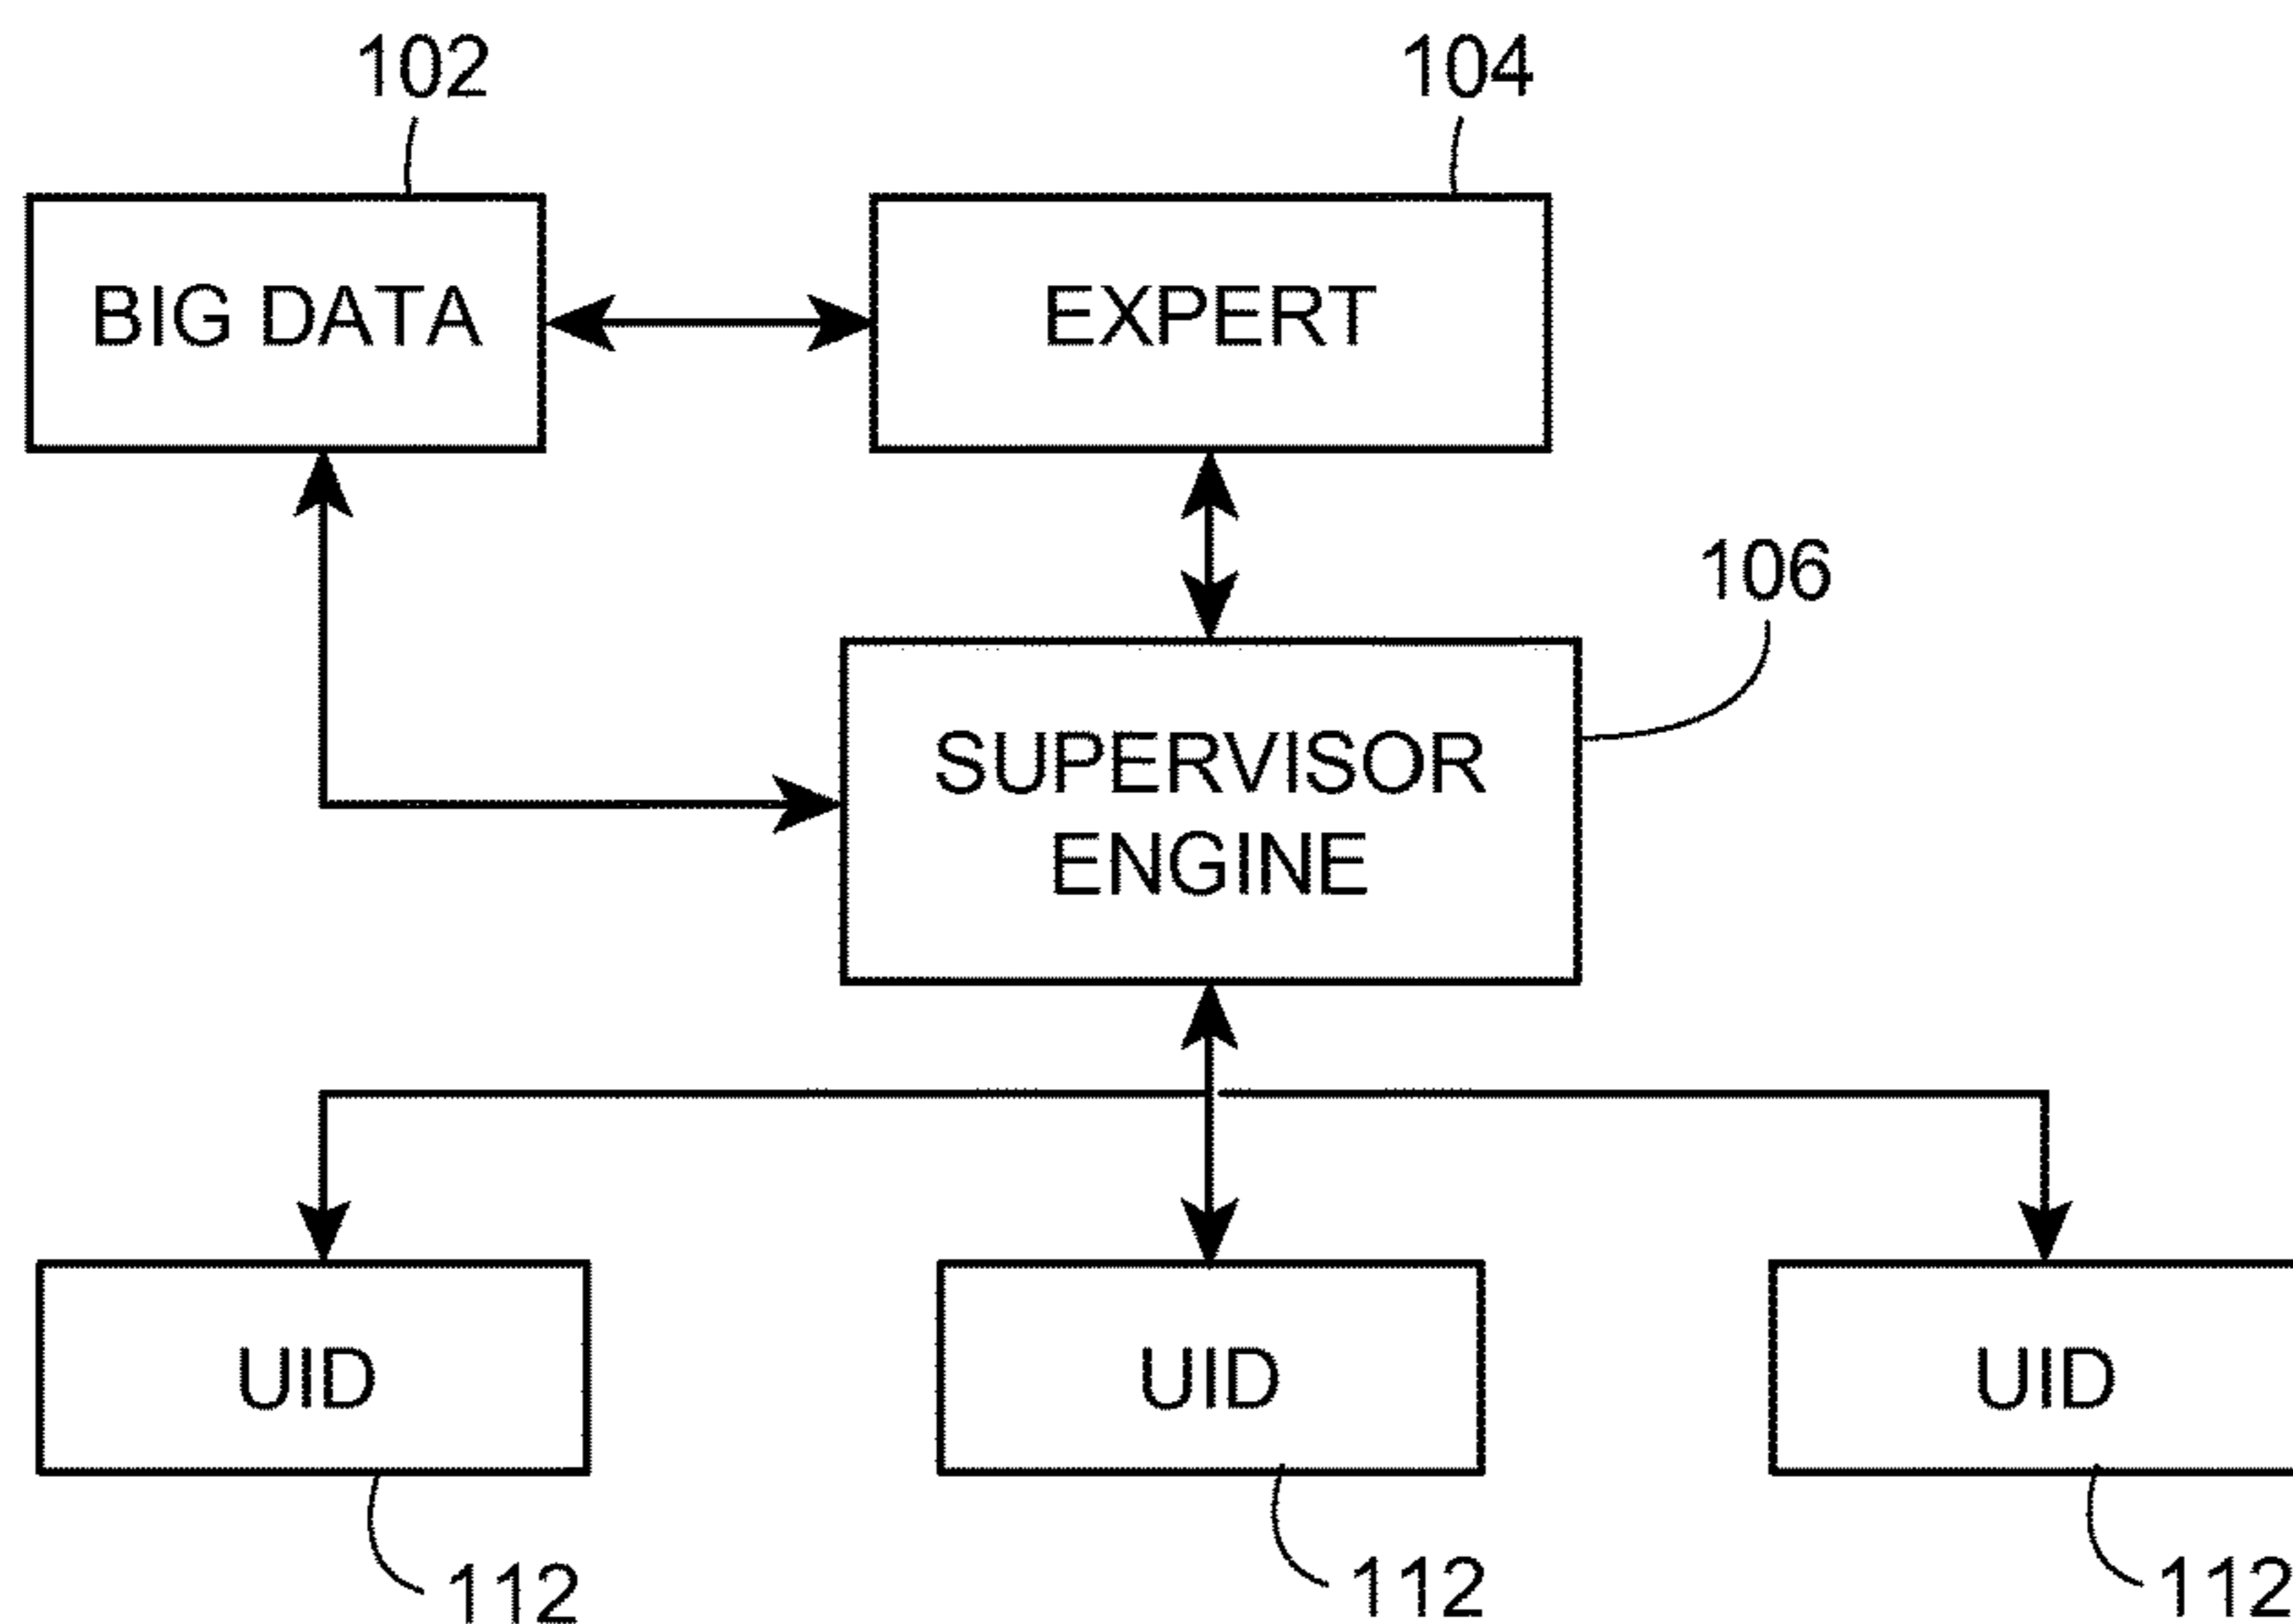 102
104
BIG DATA
EXPERT
106
SUPERVISOR
ENGINE
UID
UID
UID
112
112
112